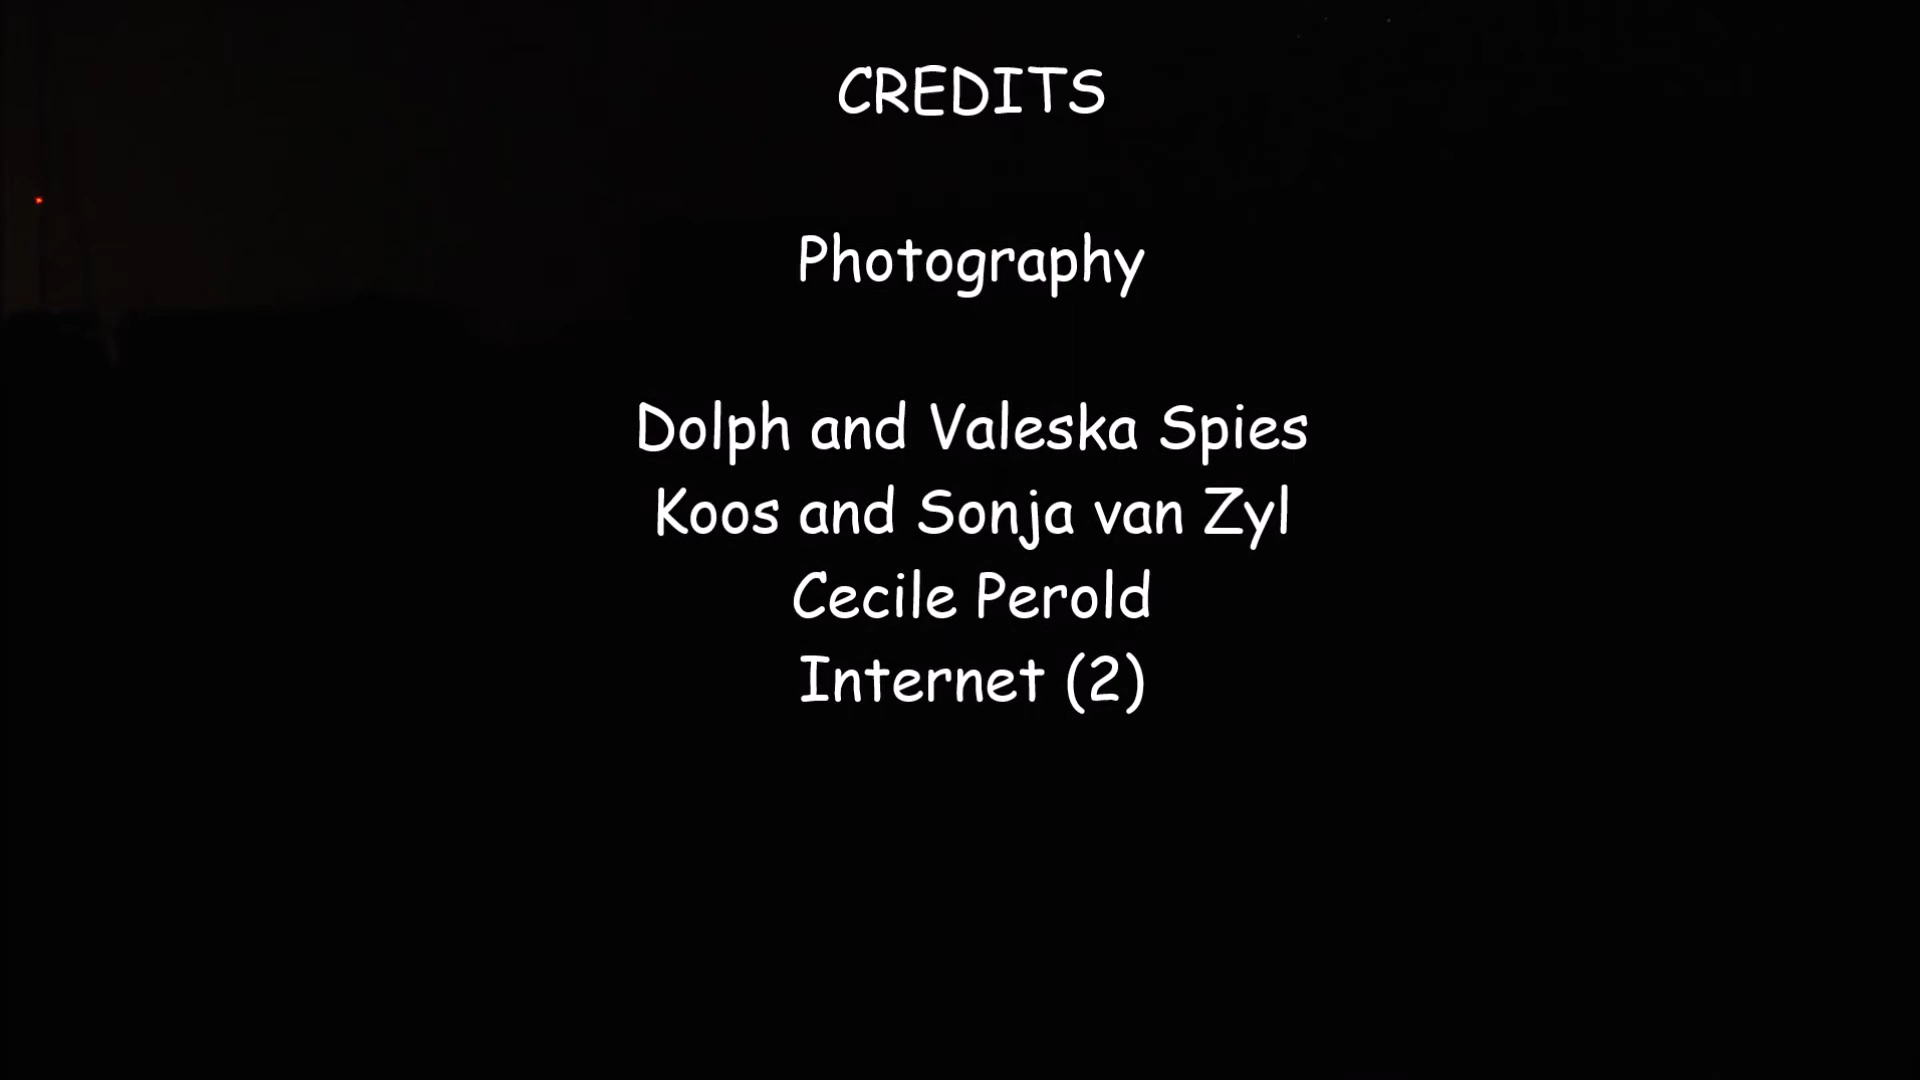 CREDITS
Photography
Dolph and Valeska Spies
Koos and Sonja van Zyl
Cecile Perold
Internet (2)